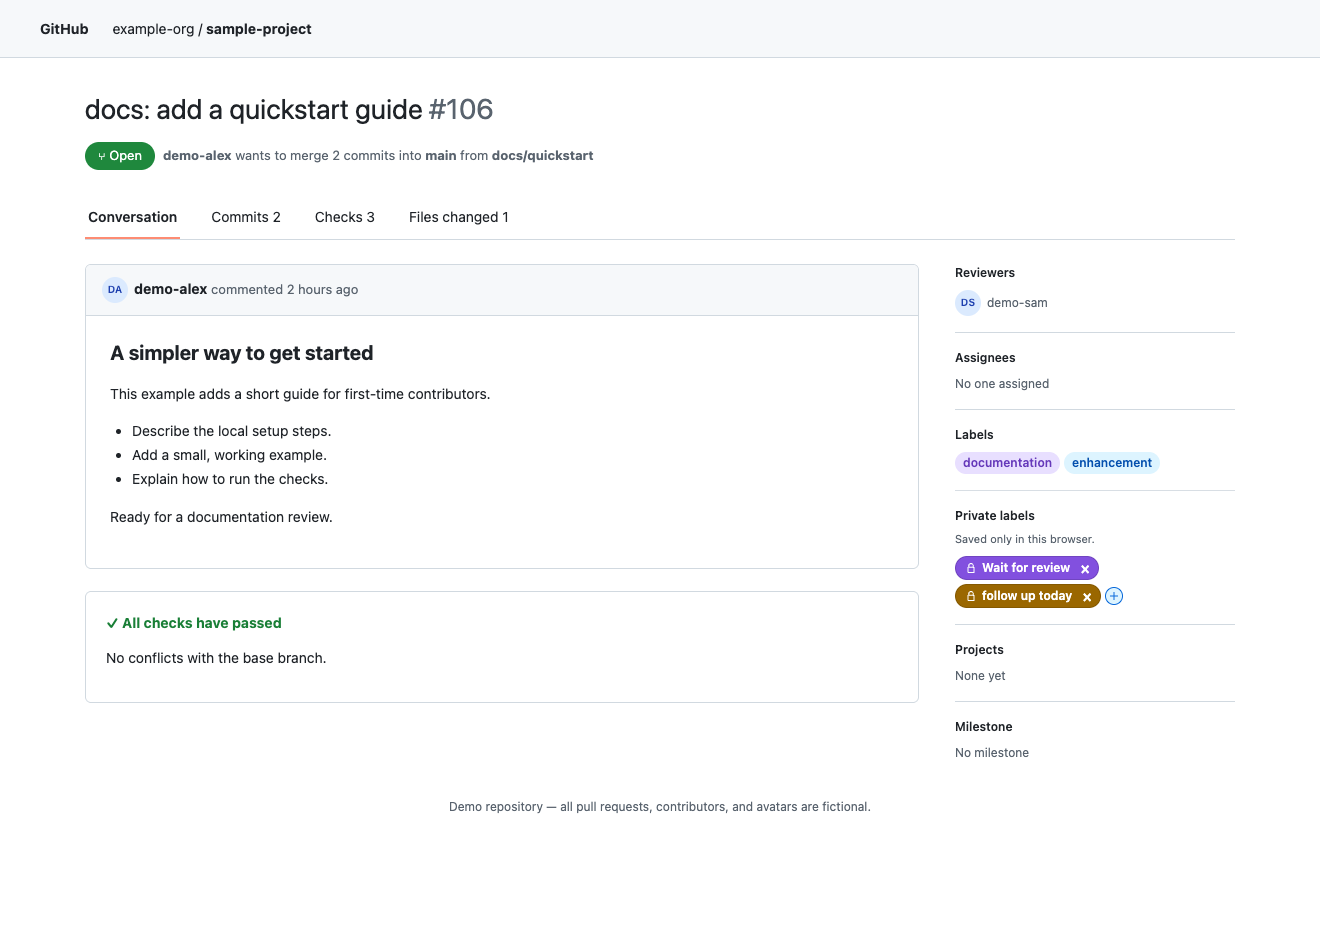 GitHub example-org / sample-project
docs: add a quickstart guide #106
Open demo-alex wants to merge 2 commits into main from docs/quickstart
Conversation Commits 2 Checks 3 Files changed 1
DA demo-alex commented 2 hours ago
A simpler way to get started
This example adds a short guide for first-time contributors.
• Describe the local setup steps.
• Add a small, working example.
• Explain how to run the checks.
Ready for a documentation review.
✓ All checks have passed
No conflicts with the base branch.
Reviewers
DS demo-sam
Assignees
No one assigned
Labels
documentation enhancement
Private labels
Saved only in this browser.
Wait for review ×
follow up today × +
Projects
None yet
Milestone
No milestone
Demo repository — all pull requests, contributors, and avatars are fictional.